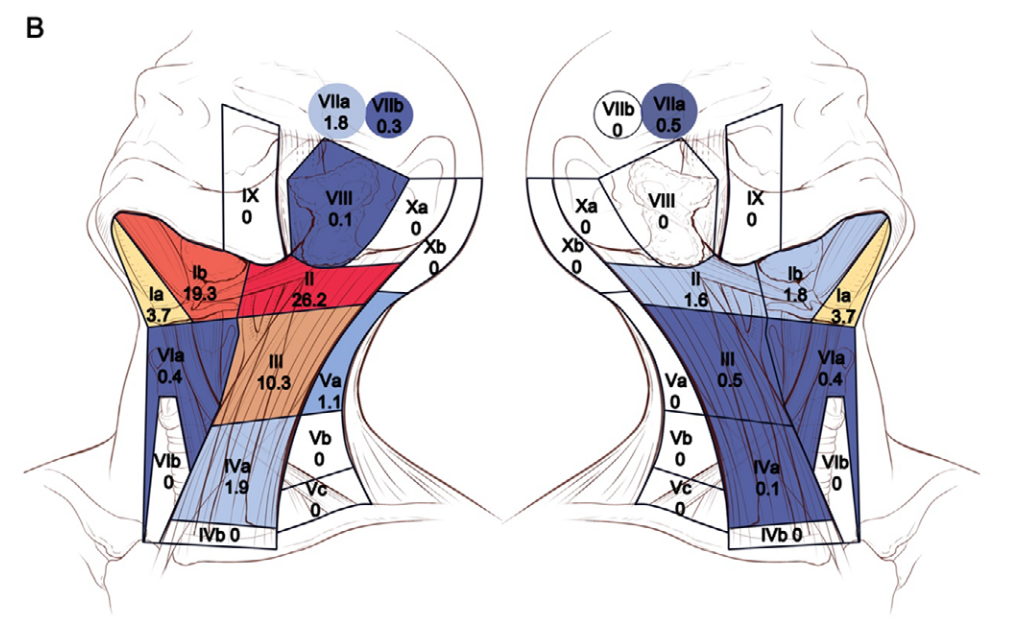 B
VIIa
1.8
VIIb
0.3
IX
0
VIII
0.1
Xa
0
Xb
0
Ib
19.3
II
26.2
Ia
3.7
VIa
0.4
III
10.3
Va
1.1
Vb
0
VIb
0
IVa
1.9
Vc
0
IVb 0
VIIb
0
VIIa
0.5
Xa
0
VIII
0
IX
0
Xb
0
II
1.6
Ib
1.8
Ia
3.7
Va
0
III
0.5
VIa
0.4
Vb
0
IVa
0.1
VIb
0
Vc
0
IVb 0